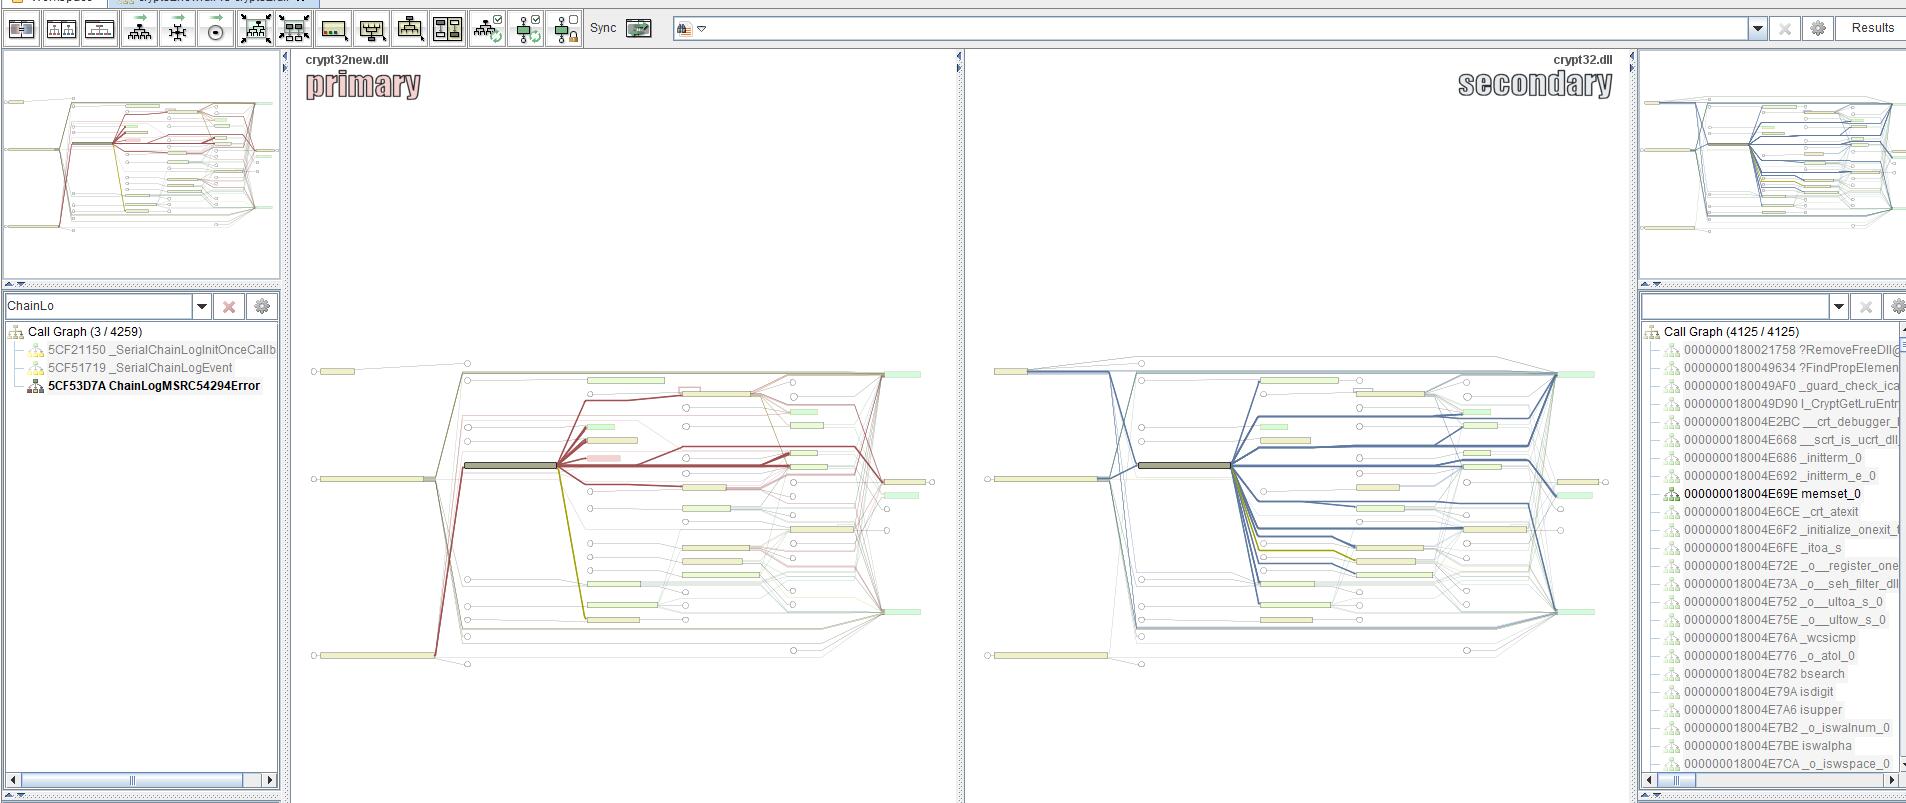 Workspace
Sync
Results
crypt32new.dll
primary
crypt32.dll
secondary
ChainLo
Call Graph (3 / 4259)
5CF21150 _SerialChainLogInitOnceCallb
5CF51719 _SerialChainLogEvent
5CF53D7A ChainLogMSRC54294Error
Call Graph (4125 / 4125)
0000000180021758 ?RemoveFreeDll@
0000000180049634 ?FindPropElemen
0000000180049AF0 _guard_check_ica
0000000180049D90 I_CryptGetLruEntr
000000018004E2BC __crt_debugger_
000000018004E668 __scrt_is_ucrt_dll_
000000018004E686 _initterm_0
000000018004E692 _initterm_e_0
000000018004E69E memset_0
000000018004E6CE _crt_atexit
000000018004E6F2 _initialize_onexit_t
000000018004E6FE _itoa_s
000000018004E72E _o__register_one
000000018004E73A _o__seh_filter_dll
000000018004E752 _o__ultoa_s_0
000000018004E75E _o__ultow_s_0
000000018004E76A _wcsicmp
000000018004E776 _o_atol_0
000000018004E782 bsearch
000000018004E79A isdigit
000000018004E7A6 isupper
000000018004E7B2 _o_iswalnum_0
000000018004E7BE iswalpha
000000018004E7CA _o_iswspace_0